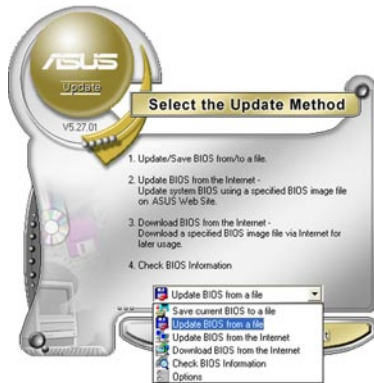 ASUS
Update
V5.27.01
Select the Update Method
1. Update/Save BIOS from/to a file.
2. Update BIOS from the Internet -
Update system BIOS using a specified BIOS image file
on ASUS Web Site.
3. Download BIOS from the Internet -
Download a specified BIOS image file via Internet for
later usage.
4. Check BIOS Information
Update BIOS from a file
Save current BIOS to a file
Update BIOS from a file
Update BIOS from the Internet
Download BIOS from the Internet
Check BIOS Information
Options